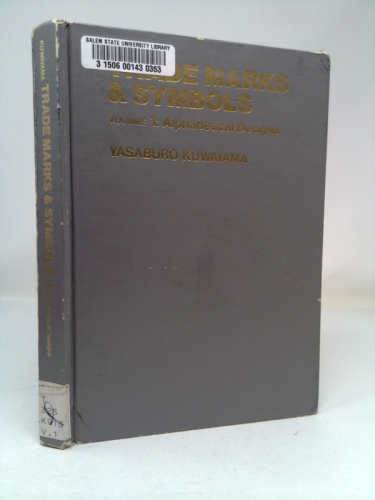 SALEM STATE UNIVERSITY LIBRARY
3 1506 00143 0353
TRADE MARKS
& SYMBOLS
VOLUME 1: Alphabetical Designs
YASABURO KUWAYAMA
KUWAYAMA TRADE MARKS & SYMBOLS
V.1